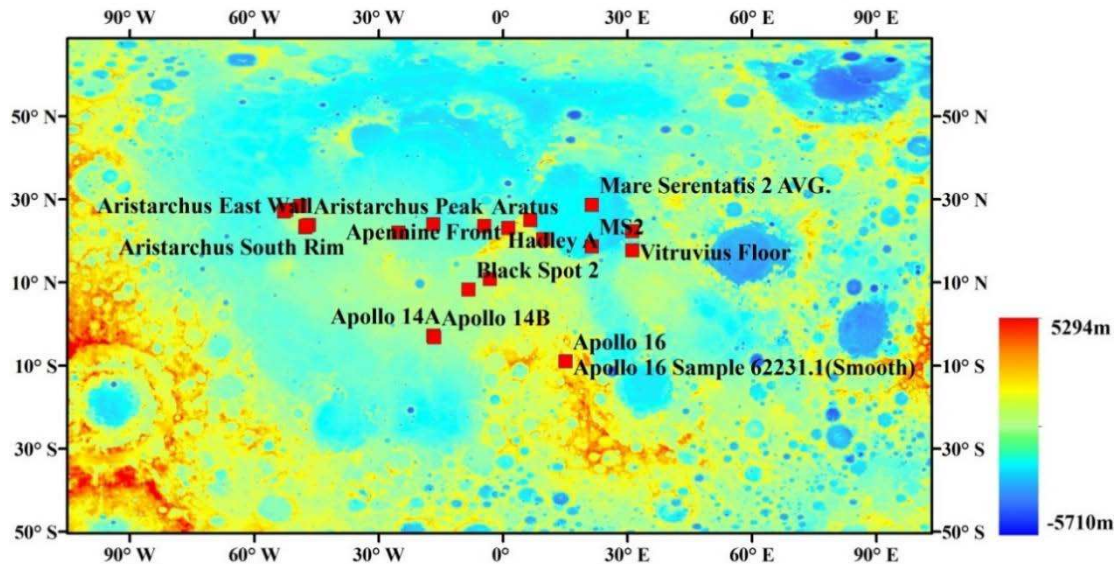 90° W 60° W 30° W 0° 30° E 60° E 90° E
50° N 50° N
Mare Serentatis 2 AVG.
30° N 30° N
Aristarchus East Wall Aristarchus Peak Aratus
MS2
Apennine Front Hadley A
Aristarchus South Rim Vitruvius Floor
Black Spot 2
10° N 10° N
Apollo 14A Apollo 14B
5294m
Apollo 16
10° S Apollo 16 Sample 62231.1(Smooth) 10° S
30° S 30° S
50° S 50° S
-5710m
90° W 60° W 30° W 0° 30° E 60° E 90° E